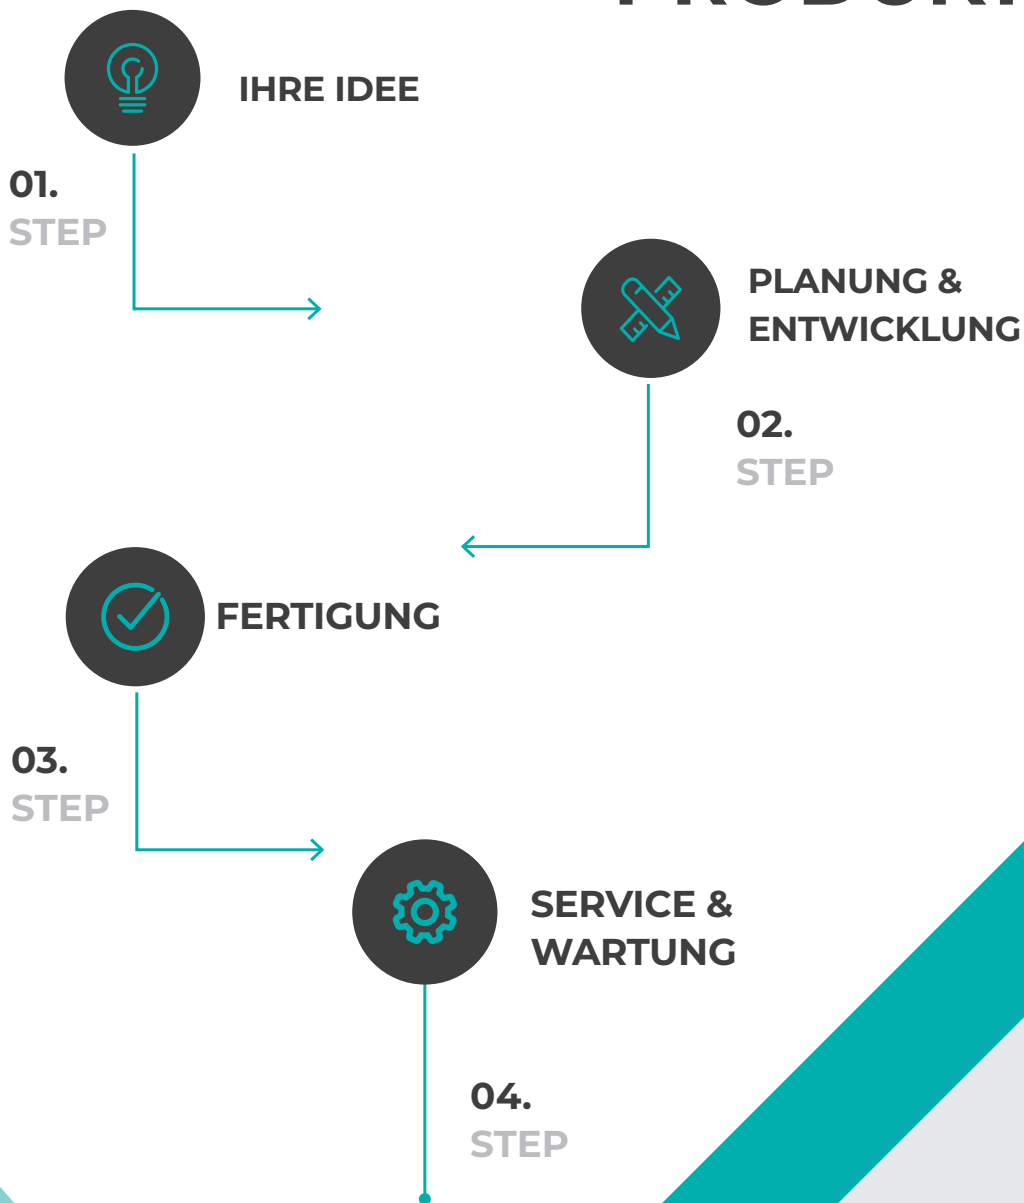 IHRE IDEE
01.
STEP
PLANUNG &
ENTWICKLUNG
02.
STEP
FERTIGUNG
03.
STEP
SERVICE &
WARTUNG
04.
STEP